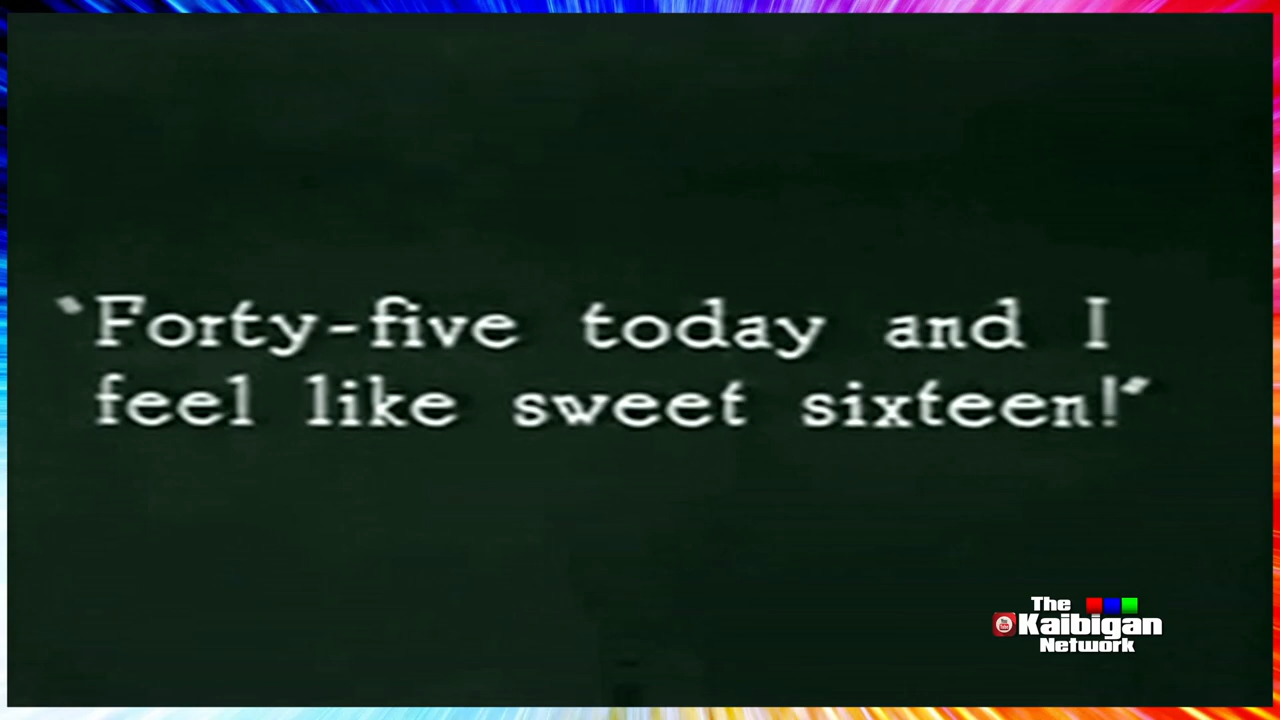 ‘Forty-five today and I
feel like sweet sixteen!’
The
Kaibigan
Network